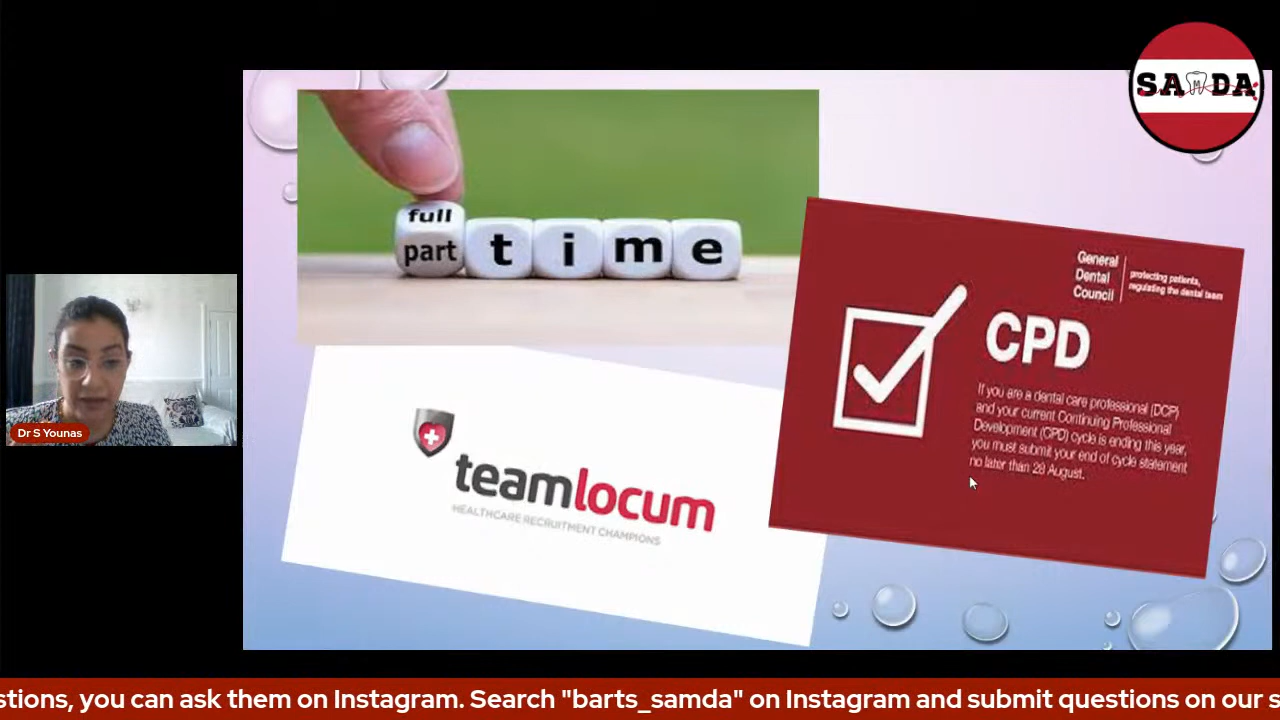 SAMDA
full
part time
General
Dental
Council
protecting patients,
regulating the dental team
CPD
If you are a dental care professional (DCP)
and your current Continuing Professional
Development (CPD) cycle is ending this year,
you must submit your end of cycle statement
no later than 28 August.
teamlocum
HEALTHCARE RECRUITMENT CHAMPIONS
Dr S Younas
stions, you can ask them on Instagram. Search "barts_samda" on Instagram and submit questions on our s